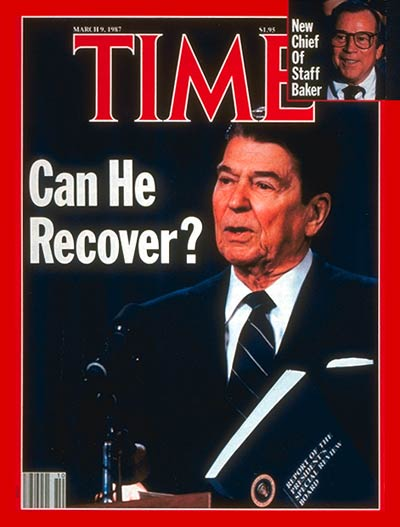 MARCH 9, 1987
$1.95
TIME
New
Chief
Of
Staff
Baker
Can He
Recover?
REPORT OF THE
PRESIDENT'S
SPECIAL REVIEW
BOARD
10